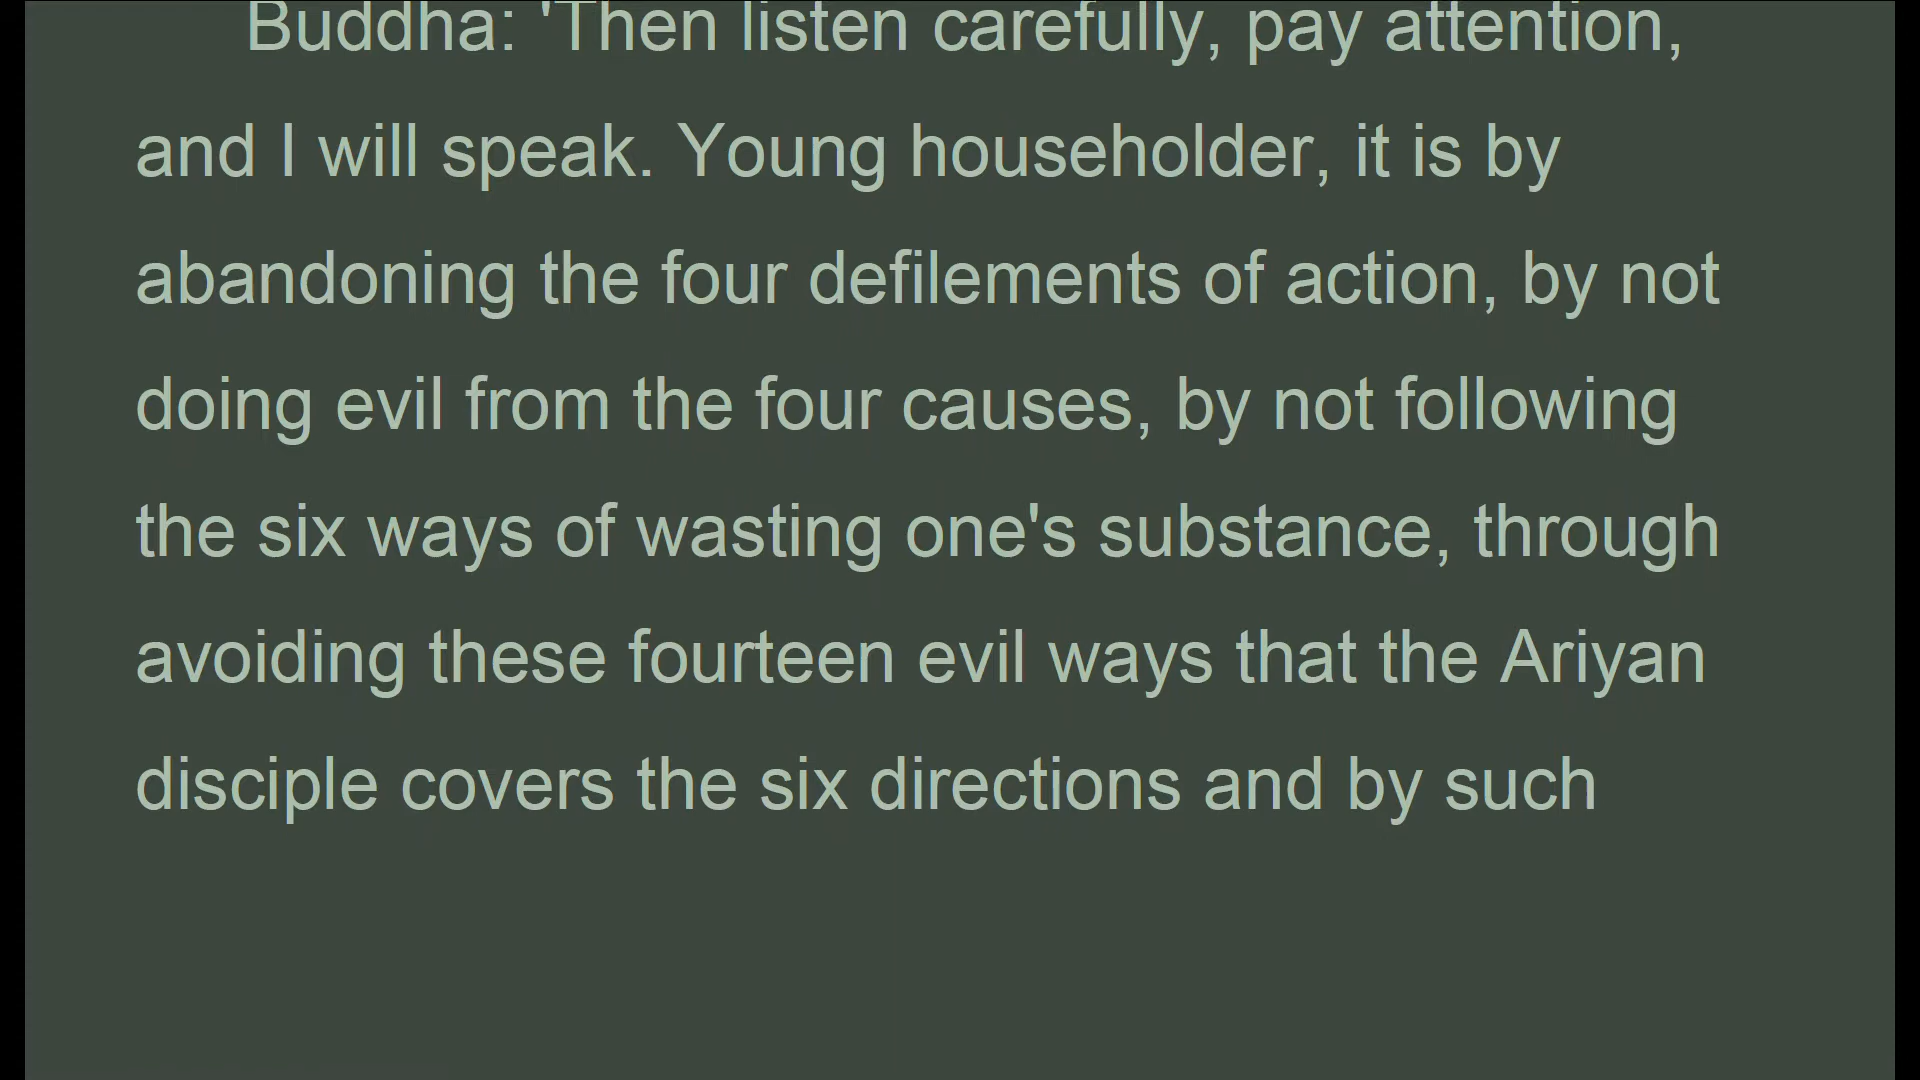 Buddha: 'Then listen carefully, pay attention,
and I will speak. Young householder, it is by
abandoning the four defilements of action, by not
doing evil from the four causes, by not following
the six ways of wasting one's substance, through
avoiding these fourteen evil ways that the Ariyan
disciple covers the six directions and by such